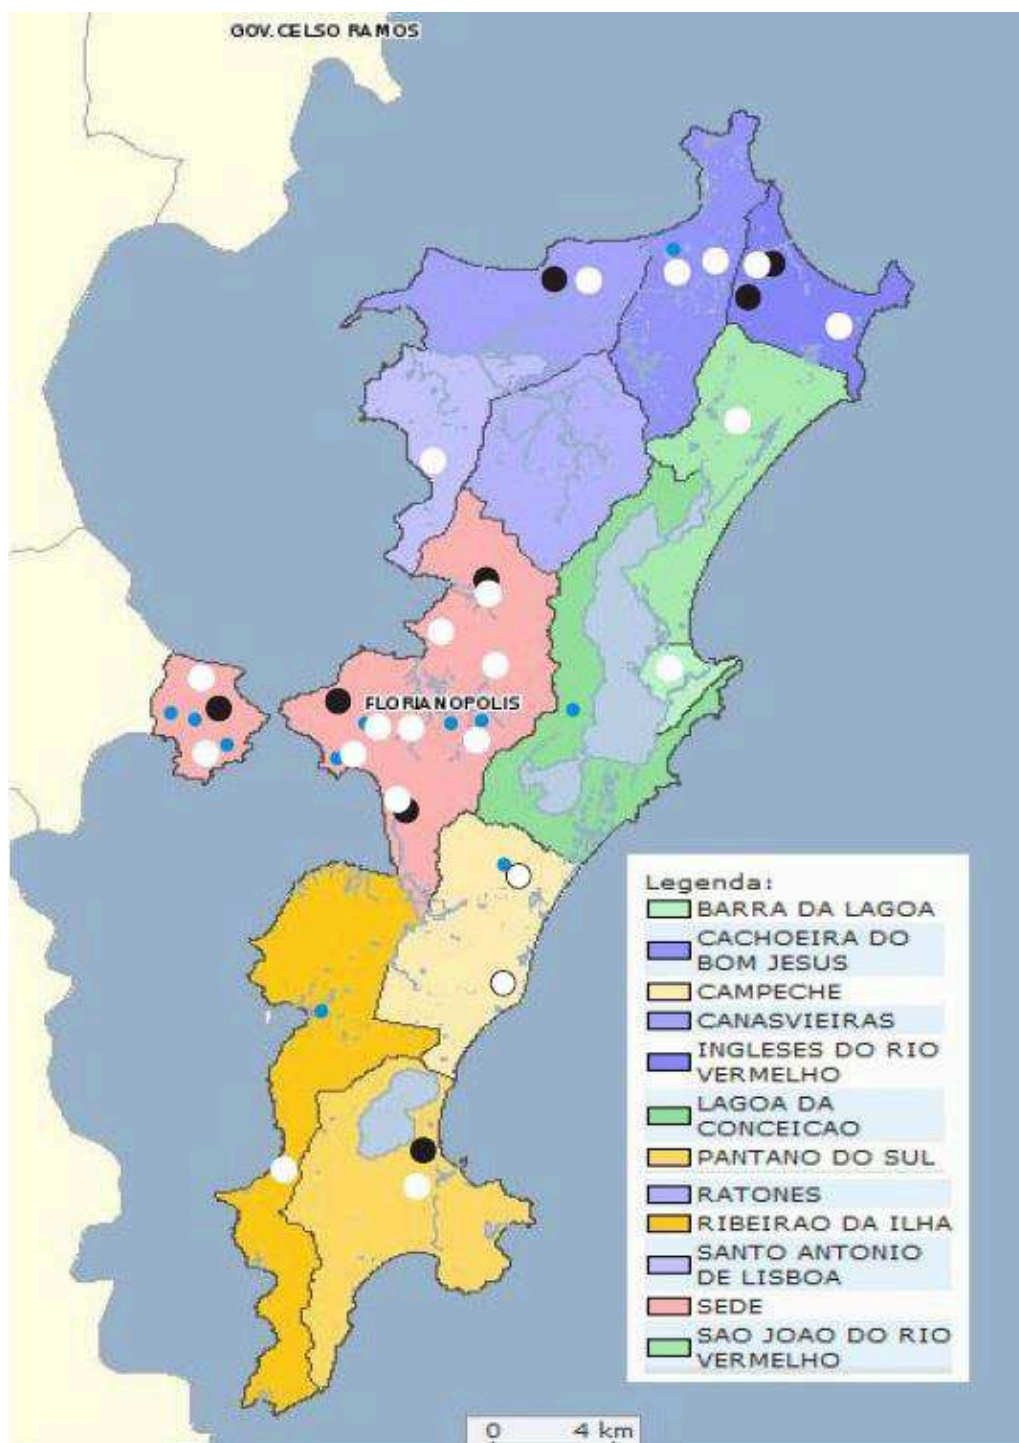 GOV.CELSO RAMOS
FLORIANOPOLIS
Legenda:
BARRA DA LAGOA
CACHOEIRA DO
BOM JESUS
CAMPECHE
CANASVIEIRAS
INGLESES DO RIO
VERMELHO
LAGOA DA
CONCEICAO
PANTANO DO SUL
RATONES
RIBEIRAO DA ILHA
SANTO ANTONIO
DE LISBOA
SEDE
SAO JOAO DO RIO
VERMELHO
0 4 km